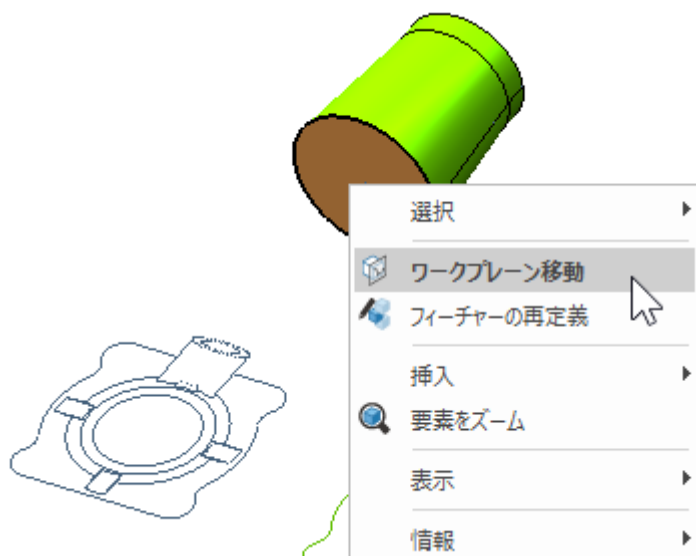 選択
ワークプレーン移動
フィーチャーの再定義
挿入
要素をズーム
表示
情報